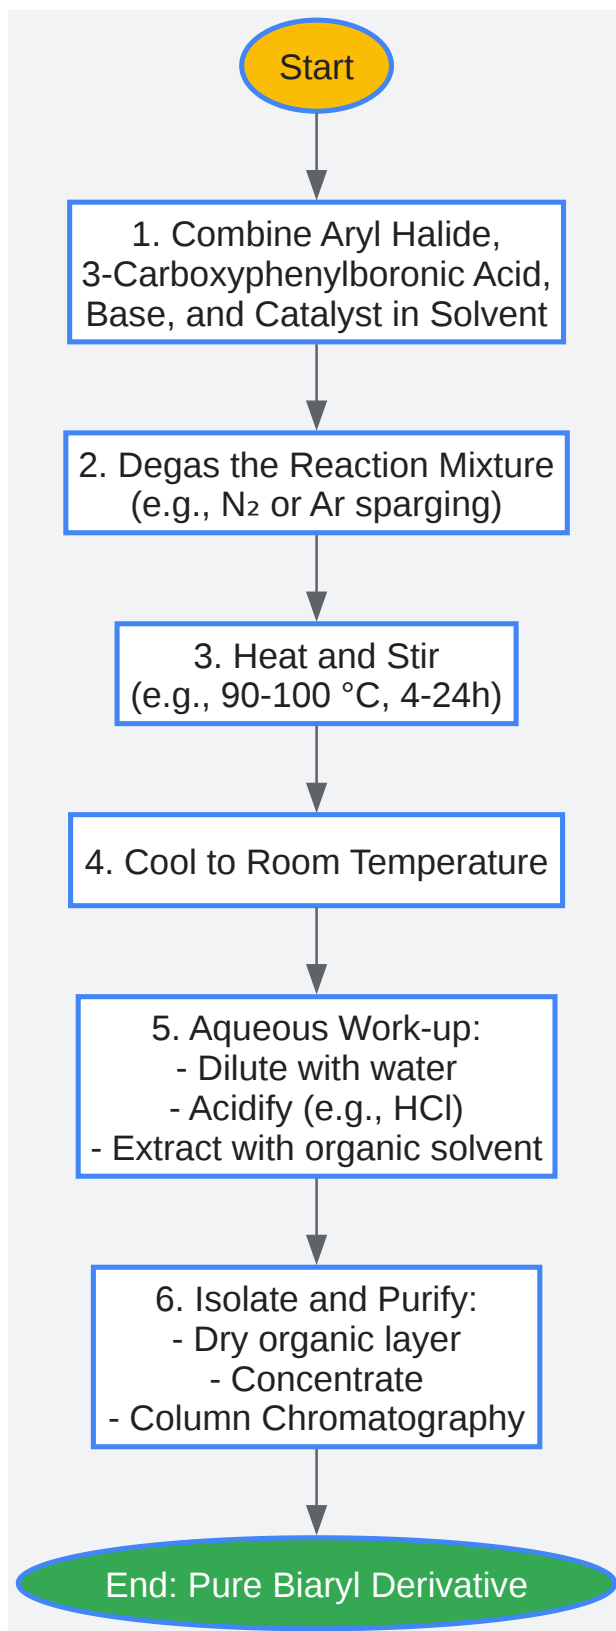 Start
1. Combine Aryl Halide,
3-Carboxyphenylboronic Acid,
Base, and Catalyst in Solvent
2. Degas the Reaction Mixture
(e.g., N₂ or Ar sparging)
3. Heat and Stir
(e.g., 90-100 °C, 4-24h)
4. Cool to Room Temperature
5. Aqueous Work-up:
- Dilute with water
- Acidify (e.g., HCl)
- Extract with organic solvent
6. Isolate and Purify:
- Dry organic layer
- Concentrate
- Column Chromatography
End: Pure Biaryl Derivative